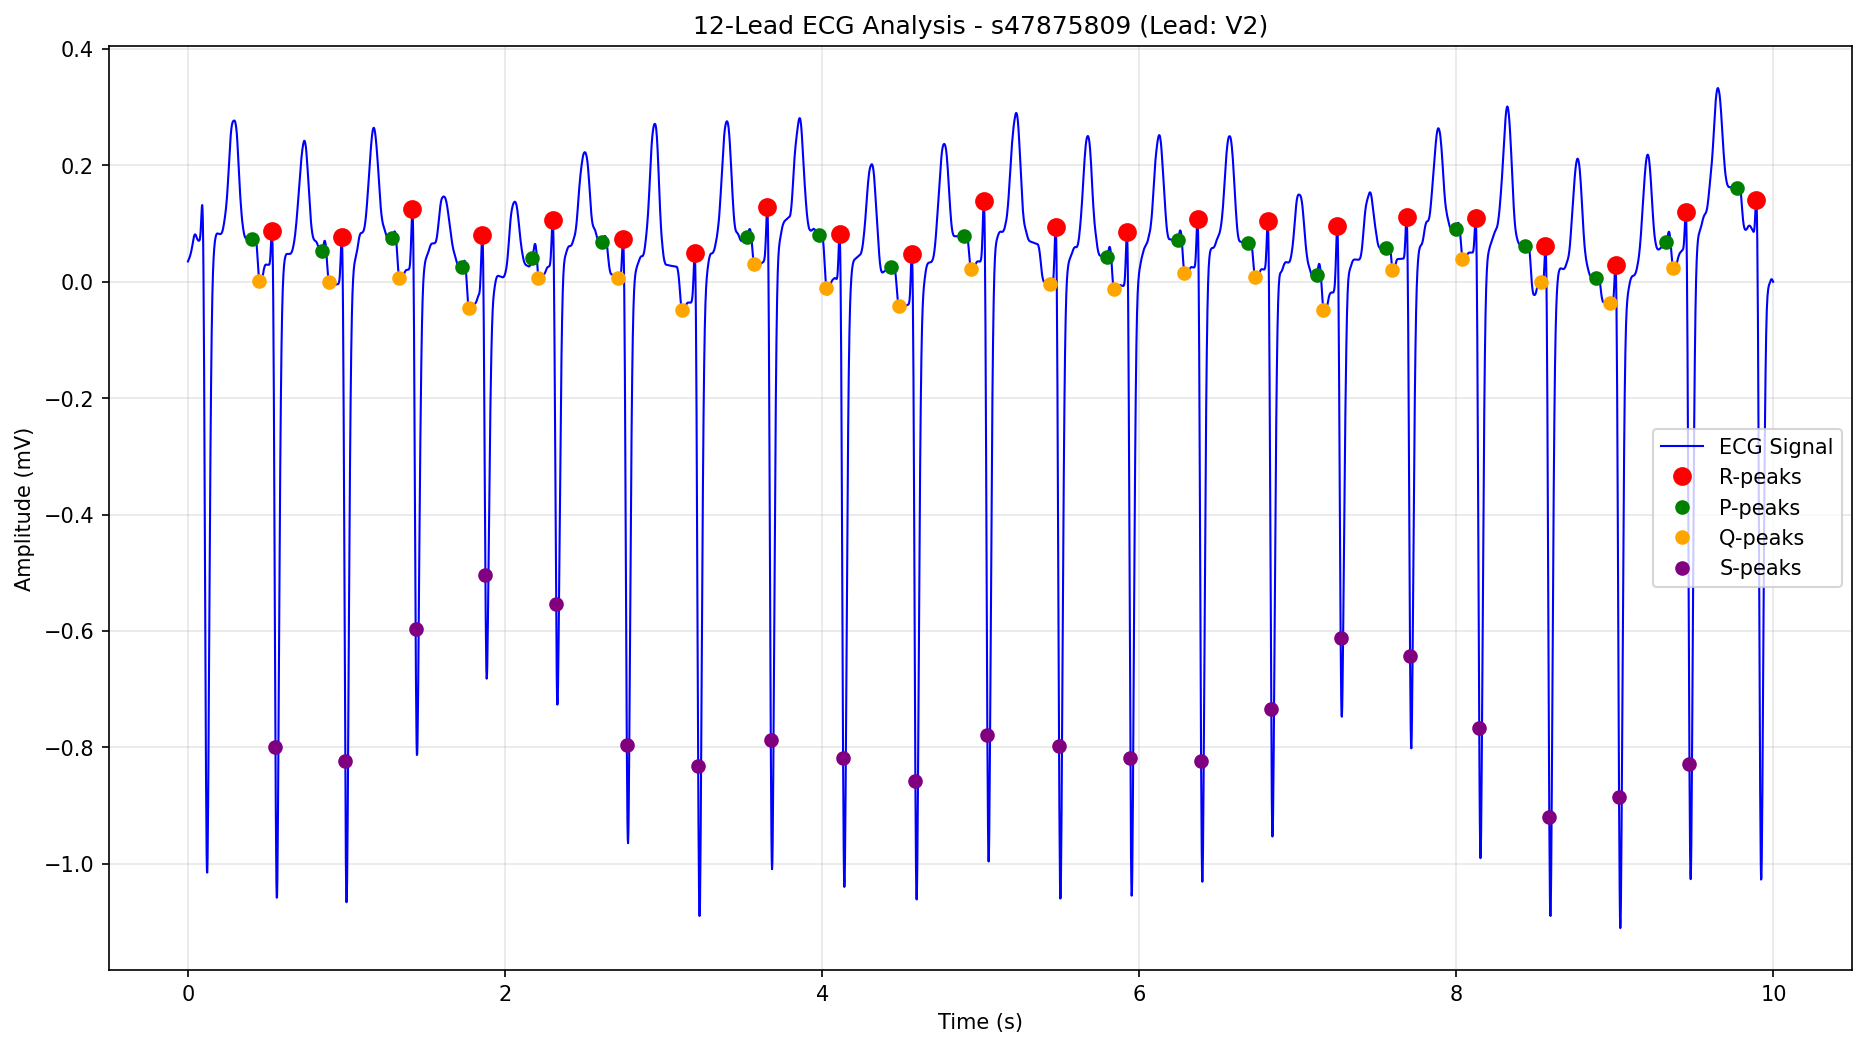 12-Lead ECG Analysis - s47875809 (Lead: V2)
0.4
0.2
0.0
−0.2
−0.4
−0.6
−0.8
−1.0
Amplitude (mV)
ECG Signal
R-peaks
P-peaks
Q-peaks
S-peaks
0 2 4 6 8 10
Time (s)